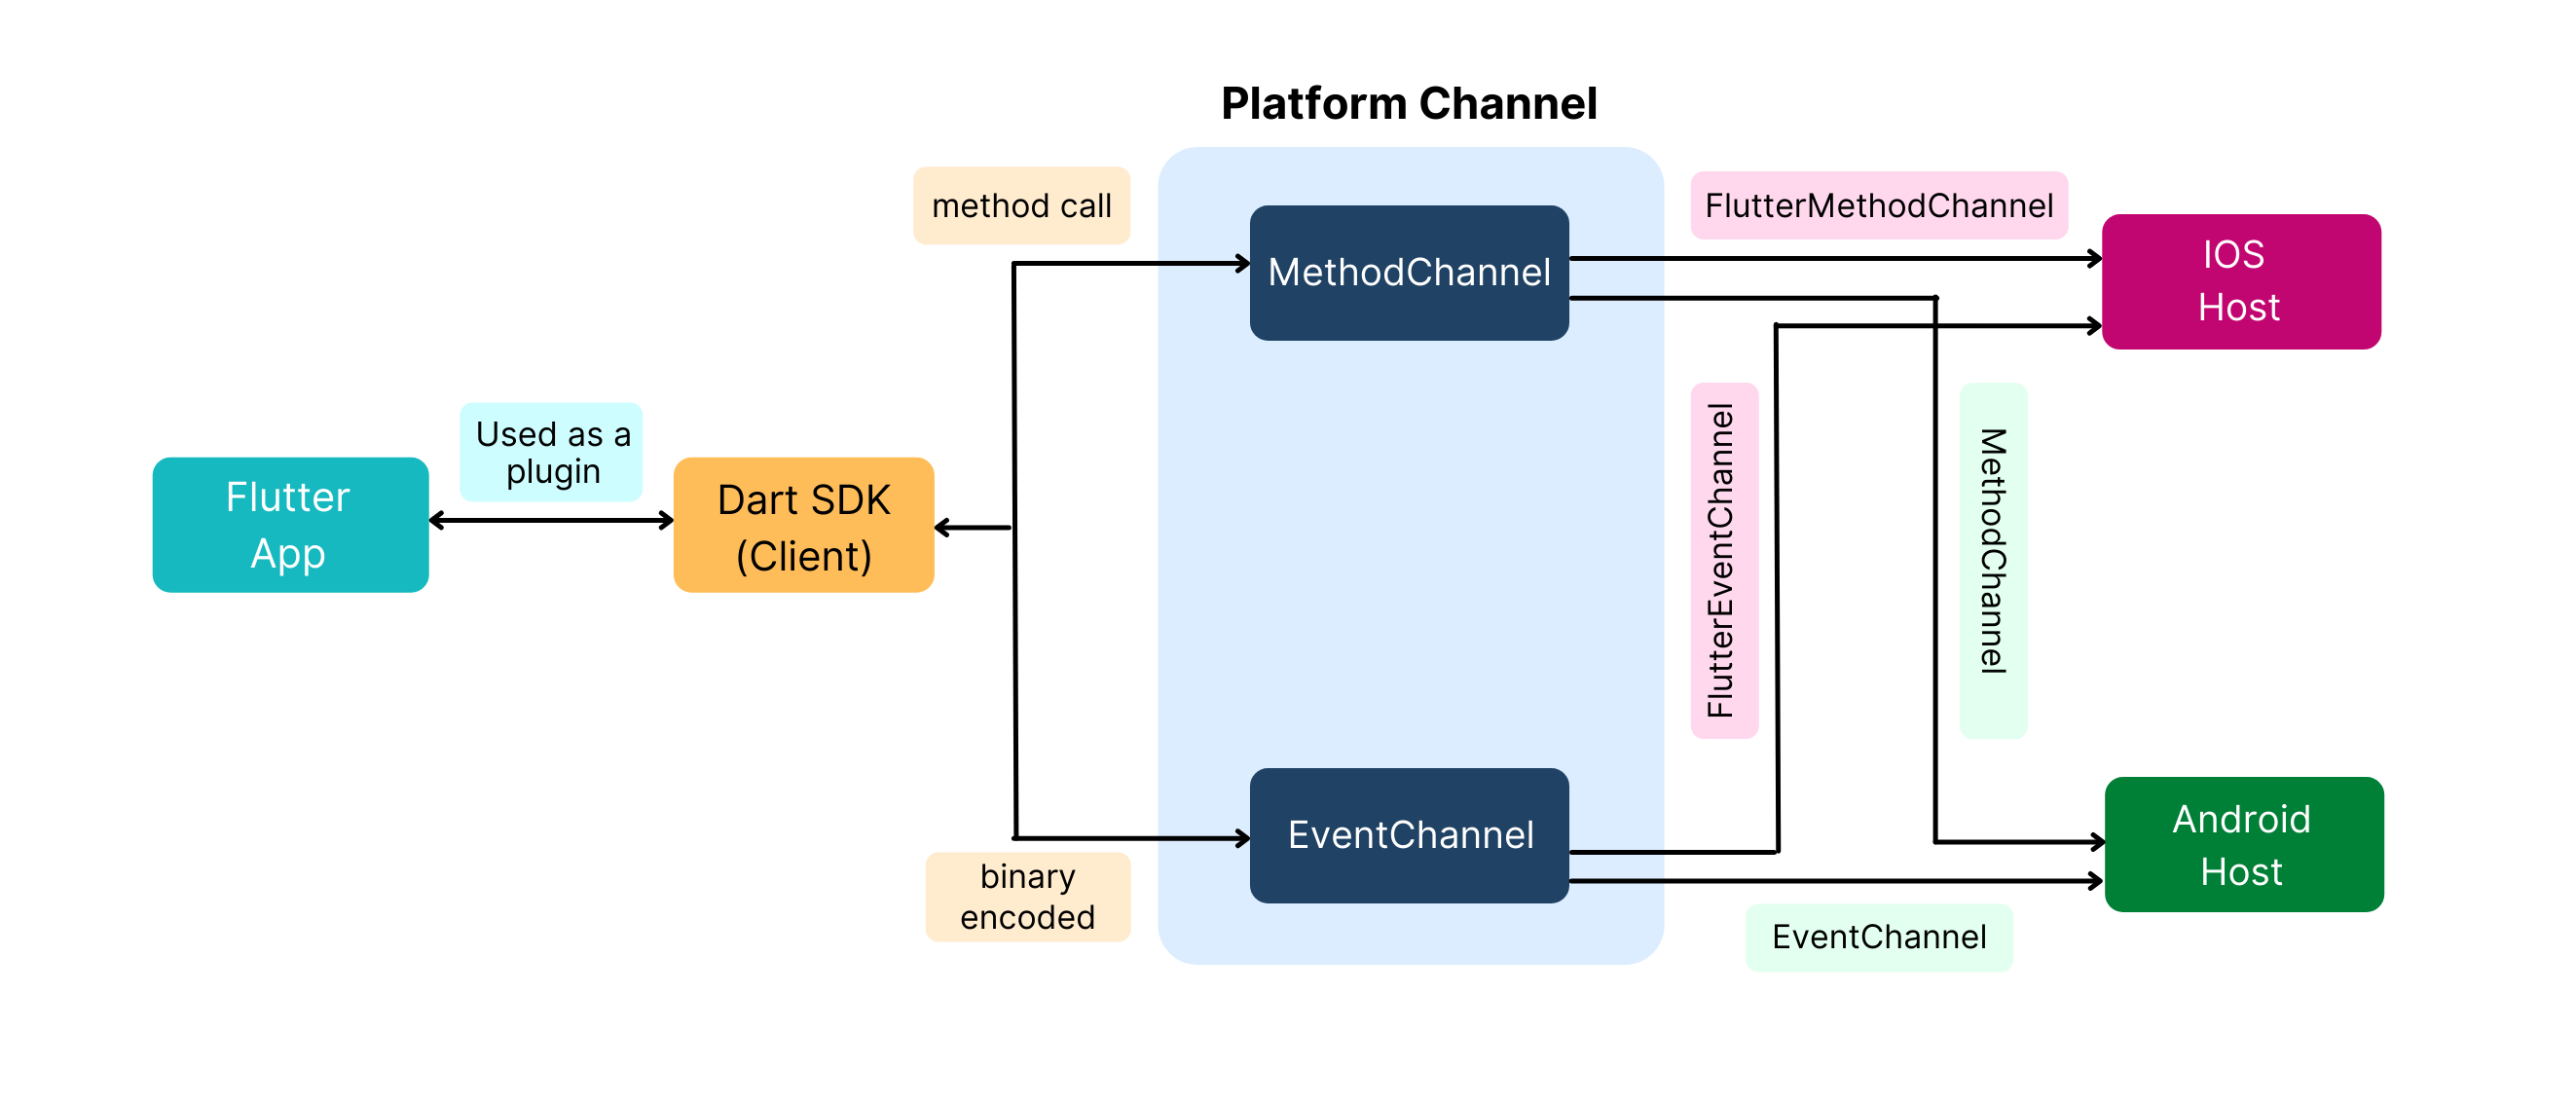 Platform Channel
method call
FlutterMethodChannel
MethodChannel
IOS
Host
Used as a
plugin
Flutter
App
Dart SDK
(Client)
FlutterEventChannel
MethodChannel
EventChannel
Android
Host
binary
encoded
EventChannel